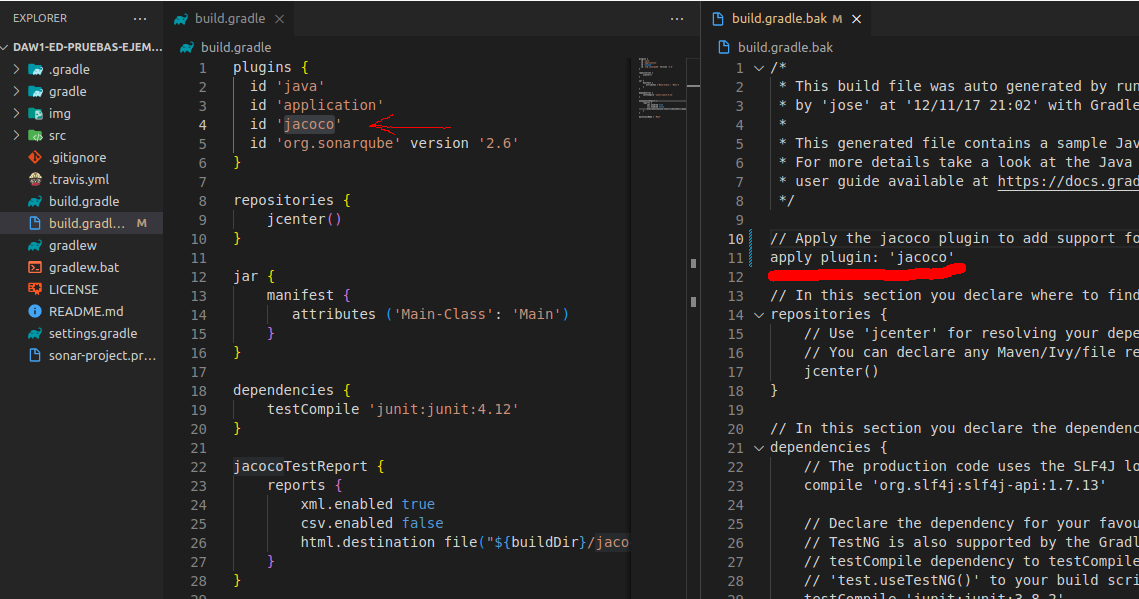 EXPLORER
DAW1-ED-PRUEBAS-EJEM...
.gradle
gradle
img
src
.gitignore
.travis.yml
build.gradle
build.gradl... M
gradlew
gradlew.bat
LICENSE
README.md
settings.gradle
sonar-project.pr...
build.gradle
build.gradle
1 plugins {
2 id 'java'
3 id 'application'
4 id 'jacoco'
5 id 'org.sonarqube' version '2.6'
6 }
7
8 repositories {
9 jcenter()
10 }
11
12 jar {
13 manifest {
14 attributes ('Main-Class': 'Main')
15 }
16 }
17
18 dependencies {
19 testCompile 'junit:junit:4.12'
20 }
21
22 jacocoTestReport {
23 reports {
24 xml.enabled true
25 csv.enabled false
26 html.destination file("${buildDir}/jaco
27 }
28 }
29
build.gradle.bak M
build.gradle.bak
1 /*
2 * This build file was auto generated by run
3 * by 'jose' at '12/11/17 21:02' with Gradle
4 *
5 * This generated file contains a sample Jav
6 * For more details take a look at the Java
7 * user guide available at https://docs.grad
8 */
9
10 // Apply the jacoco plugin to add support fo
11 apply plugin: 'jacoco'
12
13 // In this section you declare where to find
14 repositories {
15 // Use 'jcenter' for resolving your depe
16 // You can declare any Maven/Ivy/file re
17 jcenter()
18 }
19
20 // In this section you declare the dependenc
21 dependencies {
22 // The production code uses the SLF4J lo
23 compile 'org.slf4j:slf4j-api:1.7.13'
24
25 // Declare the dependency for your favou
26 // TestNG is also supported by the Gradl
27 // testCompile dependency to testCompile
28 // 'test.useTestNG()' to your build scri
29 testCompile 'junit:junit:3.8.2'